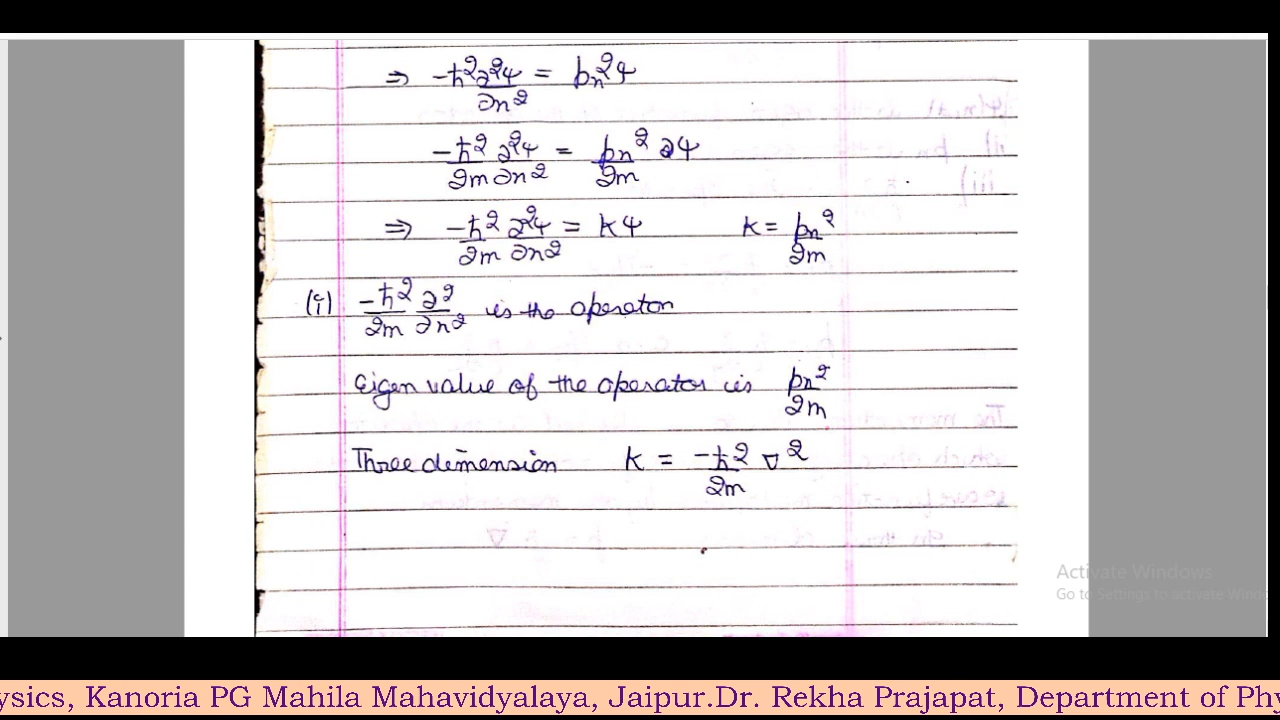 ⇒ -ħ²∂²ψ/∂x² = px²ψ
-ħ²/2m ∂²ψ/∂x² = px²/2m ∂ψ
⇒ -ħ²/2m ∂²ψ/∂x² = Kψ K = px²/2m
(i) -ħ²/2m ∂²/∂x² is the operator
Eigen value of the operator is px²/2m
Three dimension K = -ħ²/2m ∇²
Activate Windows
Go to Settings to activate Wind
ysics, Kanoria PG Mahila Mahavidyalaya, Jaipur.Dr. Rekha Prajapat, Department of Phy